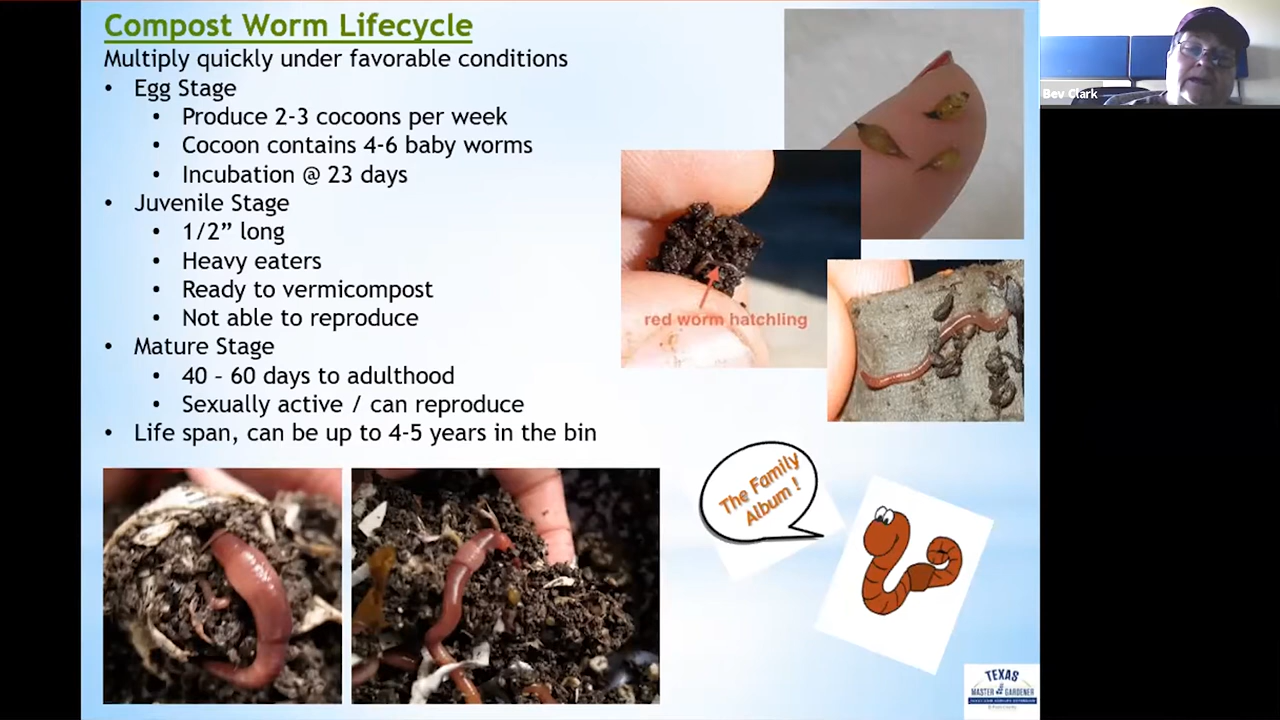 Compost Worm Lifecycle
Multiply quickly under favorable conditions
• Egg Stage
• Produce 2-3 cocoons per week
• Cocoon contains 4-6 baby worms
• Incubation @ 23 days
• Juvenile Stage
• 1/2” long
• Heavy eaters
• Ready to vermicompost
• Not able to reproduce
• Mature Stage
• 40 – 60 days to adulthood
• Sexually active / can reproduce
• Life span, can be up to 4-5 years in the bin
red worm hatchling
The Family
Album !
Bev Clark
TEXAS
MASTER GARDENER